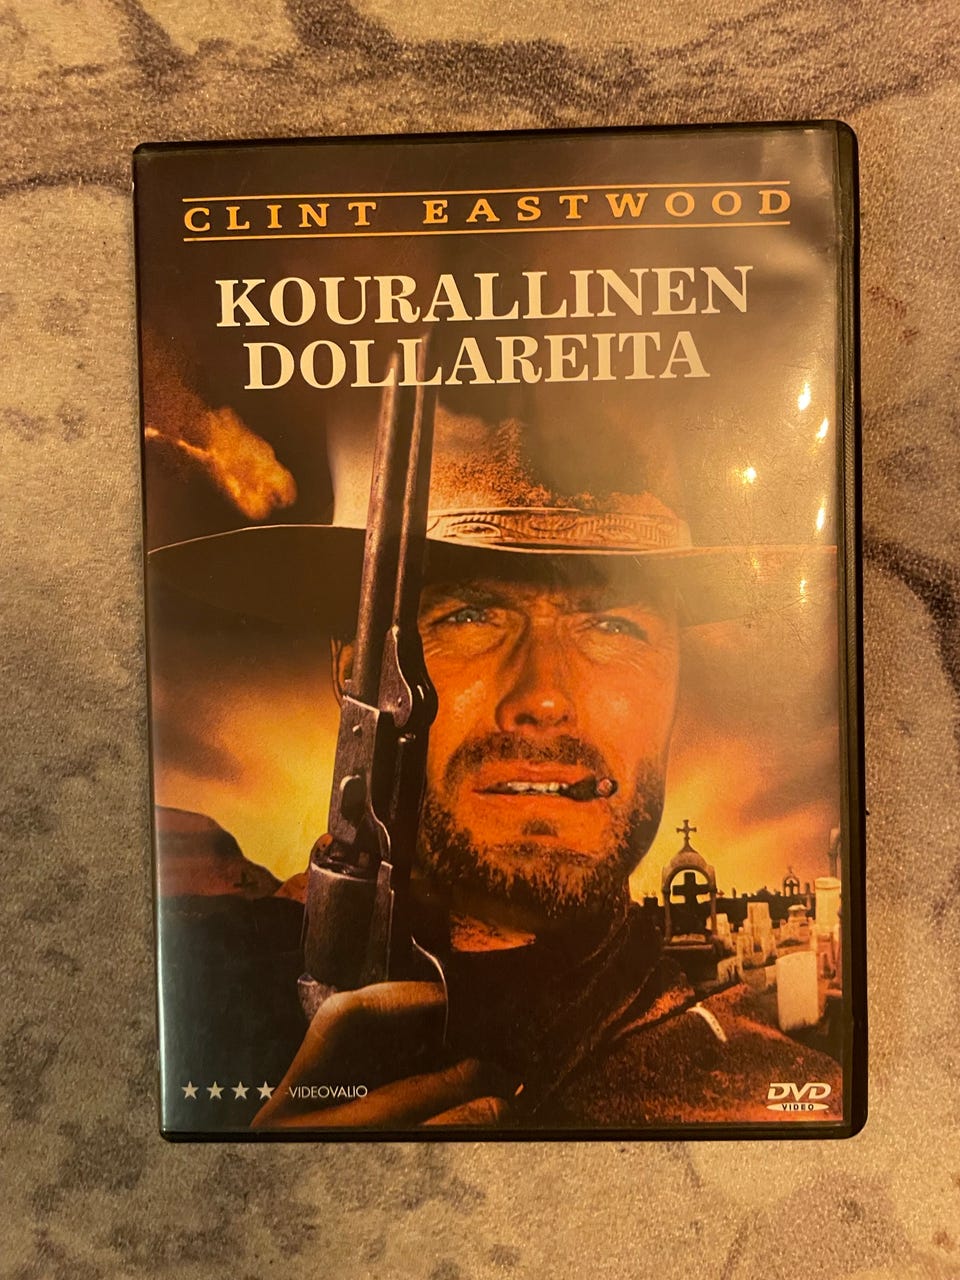 CLINT EASTWOOD
KOURALLINEN
DOLLAREITA
★★★★ -VIDEOVALIO
DVD
VIDEO